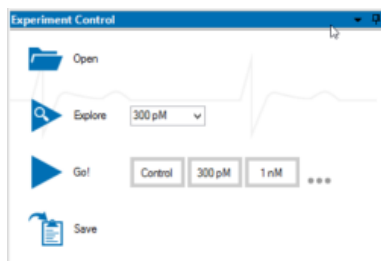 Experiment Control
Open
Explore 300 pM
Go! Control 300 pM 1 nM
Save